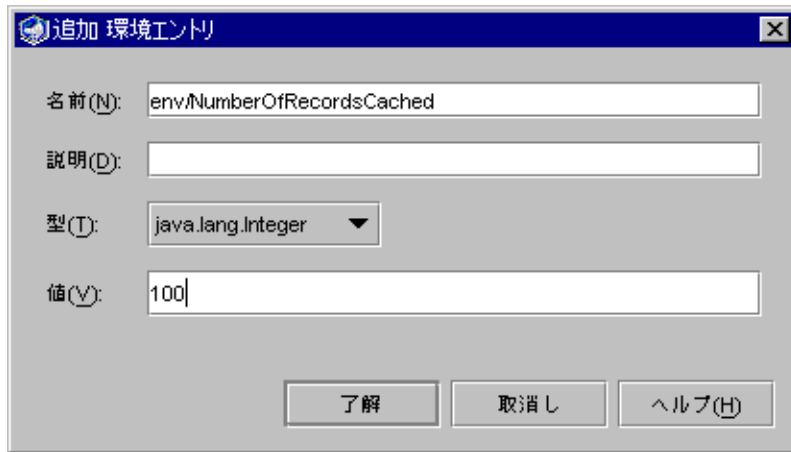 追加 環境エントリ
名前(N): env/NumberOfRecordsCached
説明(D):
型(T): java.lang.Integer
値(V): 100
了解 取消し ヘルプ(H)